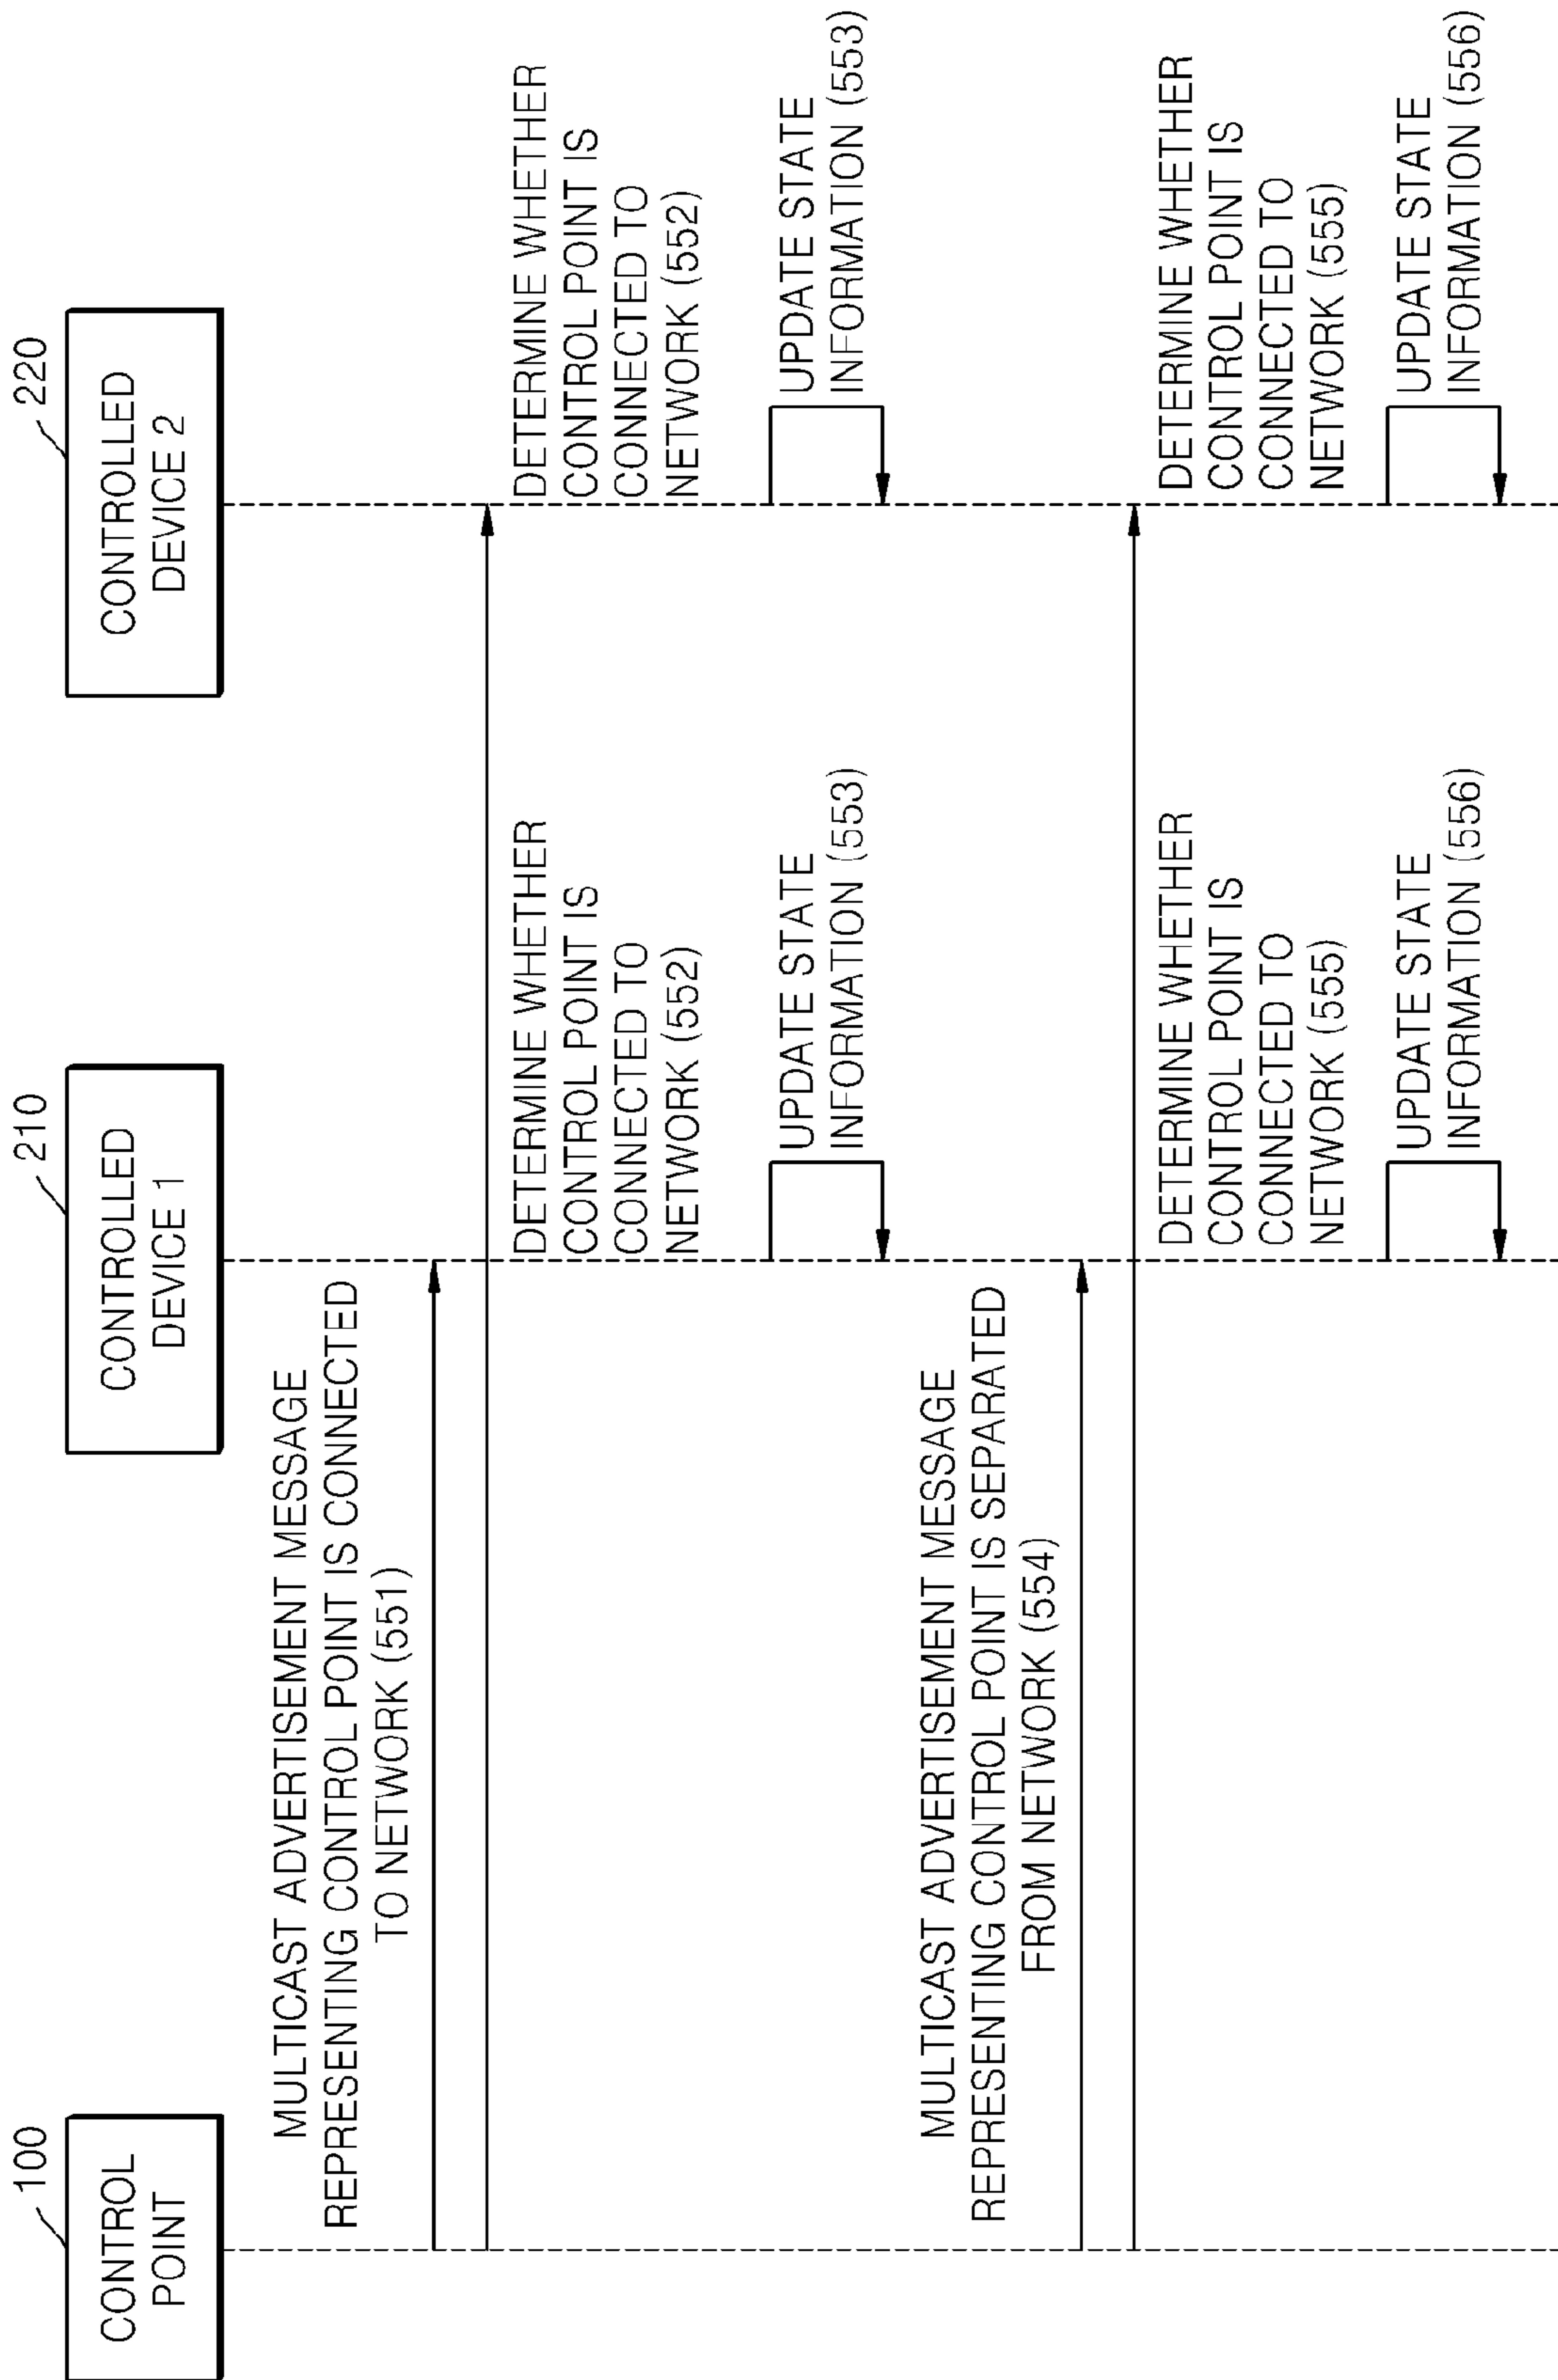 100
CONTROL
POINT
210
CONTROLLED
DEVICE 1
220
CONTROLLED
DEVICE 2
MULTICAST ADVERTISEMENT MESSAGE
REPRESENTING CONTROL POINT IS CONNECTED
TO NETWORK (551)
DETERMINE WHETHER
CONTROL POINT IS
CONNECTED TO
NETWORK (552)
DETERMINE WHETHER
CONTROL POINT IS
CONNECTED TO
NETWORK (552)
UPDATE STATE
INFORMATION (553)
UPDATE STATE
INFORMATION (553)
MULTICAST ADVERTISEMENT MESSAGE
REPRESENTING CONTROL POINT IS SEPARATED
FROM NETWORK (554)
DETERMINE WHETHER
CONTROL POINT IS
CONNECTED TO
NETWORK (555)
DETERMINE WHETHER
CONTROL POINT IS
CONNECTED TO
NETWORK (555)
UPDATE STATE
INFORMATION (556)
UPDATE STATE
INFORMATION (556)